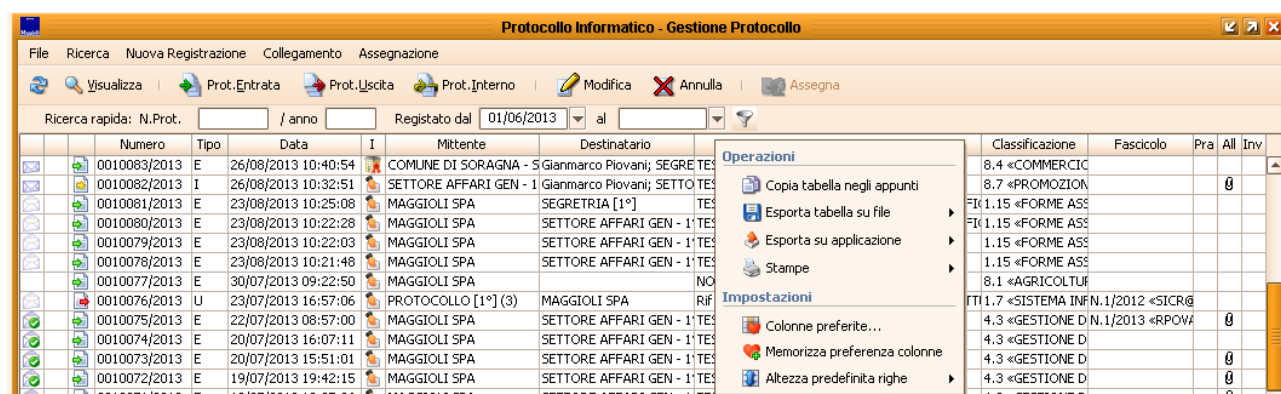 Protocollo Informatico - Gestione Protocollo
File Ricerca Nuova Registrazione Collegamento Assegnazione
Visualizza Prot.Entrata Prot.Uscita Prot.Interno Modifica Annulla Assegna
Ricerca rapida: N.Prot. / anno Registato dal 01/06/2013 al
Numero Tipo Data I Mittente Destinatario Classificazione Fascicolo Pra All Inv
0010083/2013 E 26/08/2013 10:40:54 COMUNE DI SORAGNA - S Gianmarco Piovani; SEGRE TES 8.4 «COMMERCIC
0010082/2013 I 26/08/2013 10:32:51 SETTORE AFFARI GEN - 1 Gianmarco Piovani; SETTO TES 8.7 «PROMOZION
0010081/2013 E 23/08/2013 10:25:08 MAGGIOLI SPA SEGRETRIA [1°] TES 1.15 «FORME ASS
0010080/2013 E 23/08/2013 10:22:28 MAGGIOLI SPA SETTORE AFFARI GEN - 1° TES 1.15 «FORME ASS
0010079/2013 E 23/08/2013 10:22:03 MAGGIOLI SPA SETTORE AFFARI GEN - 1° TES 1.15 «FORME ASS
0010078/2013 E 23/08/2013 10:21:48 MAGGIOLI SPA SETTORE AFFARI GEN - 1° TES 1.15 «FORME ASS
0010077/2013 E 30/07/2013 09:22:50 MAGGIOLI SPA NO 8.1 «AGRICOLTUR
0010076/2013 U 23/07/2013 16:57:06 PROTOCOLLO [1°] (3) MAGGIOLI SPA Rif 1.7 «SISTEMA INF N.1/2012 «SICR@
0010075/2013 E 22/07/2013 08:57:00 MAGGIOLI SPA SETTORE AFFARI GEN - 1° TES 4.3 «GESTIONE D N.1/2013 «RPOVA
0010074/2013 E 20/07/2013 16:07:11 MAGGIOLI SPA SETTORE AFFARI GEN - 1° TES 4.3 «GESTIONE D
0010073/2013 E 20/07/2013 15:51:01 MAGGIOLI SPA SETTORE AFFARI GEN - 1° TES 4.3 «GESTIONE D
0010072/2013 E 19/07/2013 19:42:15 MAGGIOLI SPA SETTORE AFFARI GEN - 1° TES 4.3 «GESTIONE D
Operazioni
Copia tabella negli appunti
Esporta tabella su file
Esporta su applicazione
Stampe
Impostazioni
Colonne preferite...
Memorizza preferenza colonne
Altezza predefinita righe